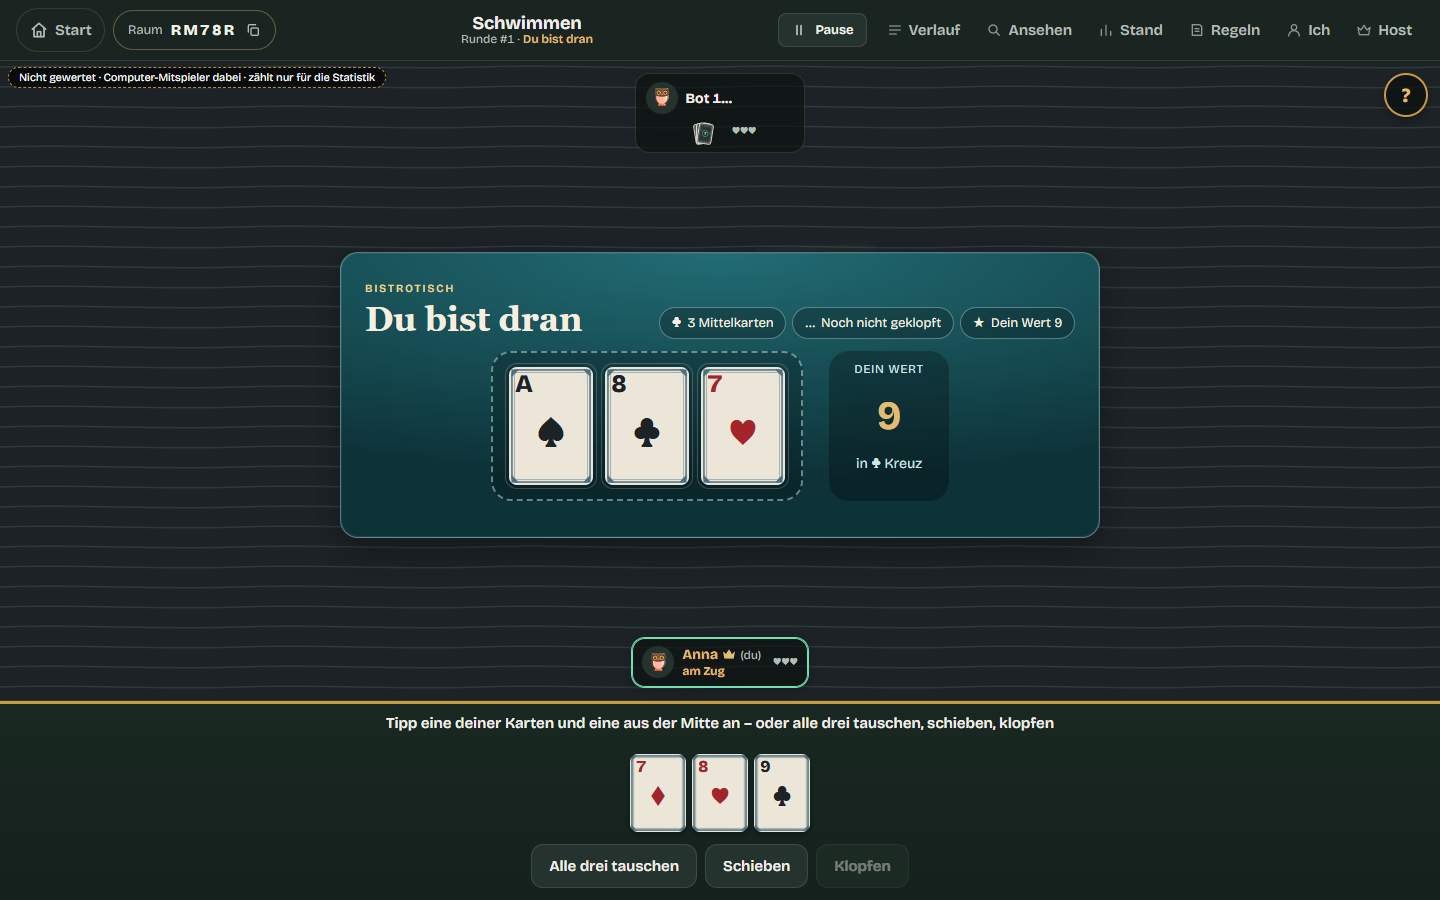 Start
Raum RM78R
Schwimmen
Runde #1 · Du bist dran
Pause
Verlauf
Ansehen
Stand
Regeln
Ich
Host
Nicht gewertet · Computer-Mitspieler dabei · zählt nur für die Statistik
?
Bot 1...
BISTROTISCH
Du bist dran
3 Mittelkarten
... Noch nicht geklopft
Dein Wert 9
A
8
7
DEIN WERT
9
in ♣ Kreuz
Anna (du)
am Zug
Tipp eine deiner Karten und eine aus der Mitte an – oder alle drei tauschen, schieben, klopfen
7
8
9
Alle drei tauschen
Schieben
Klopfen